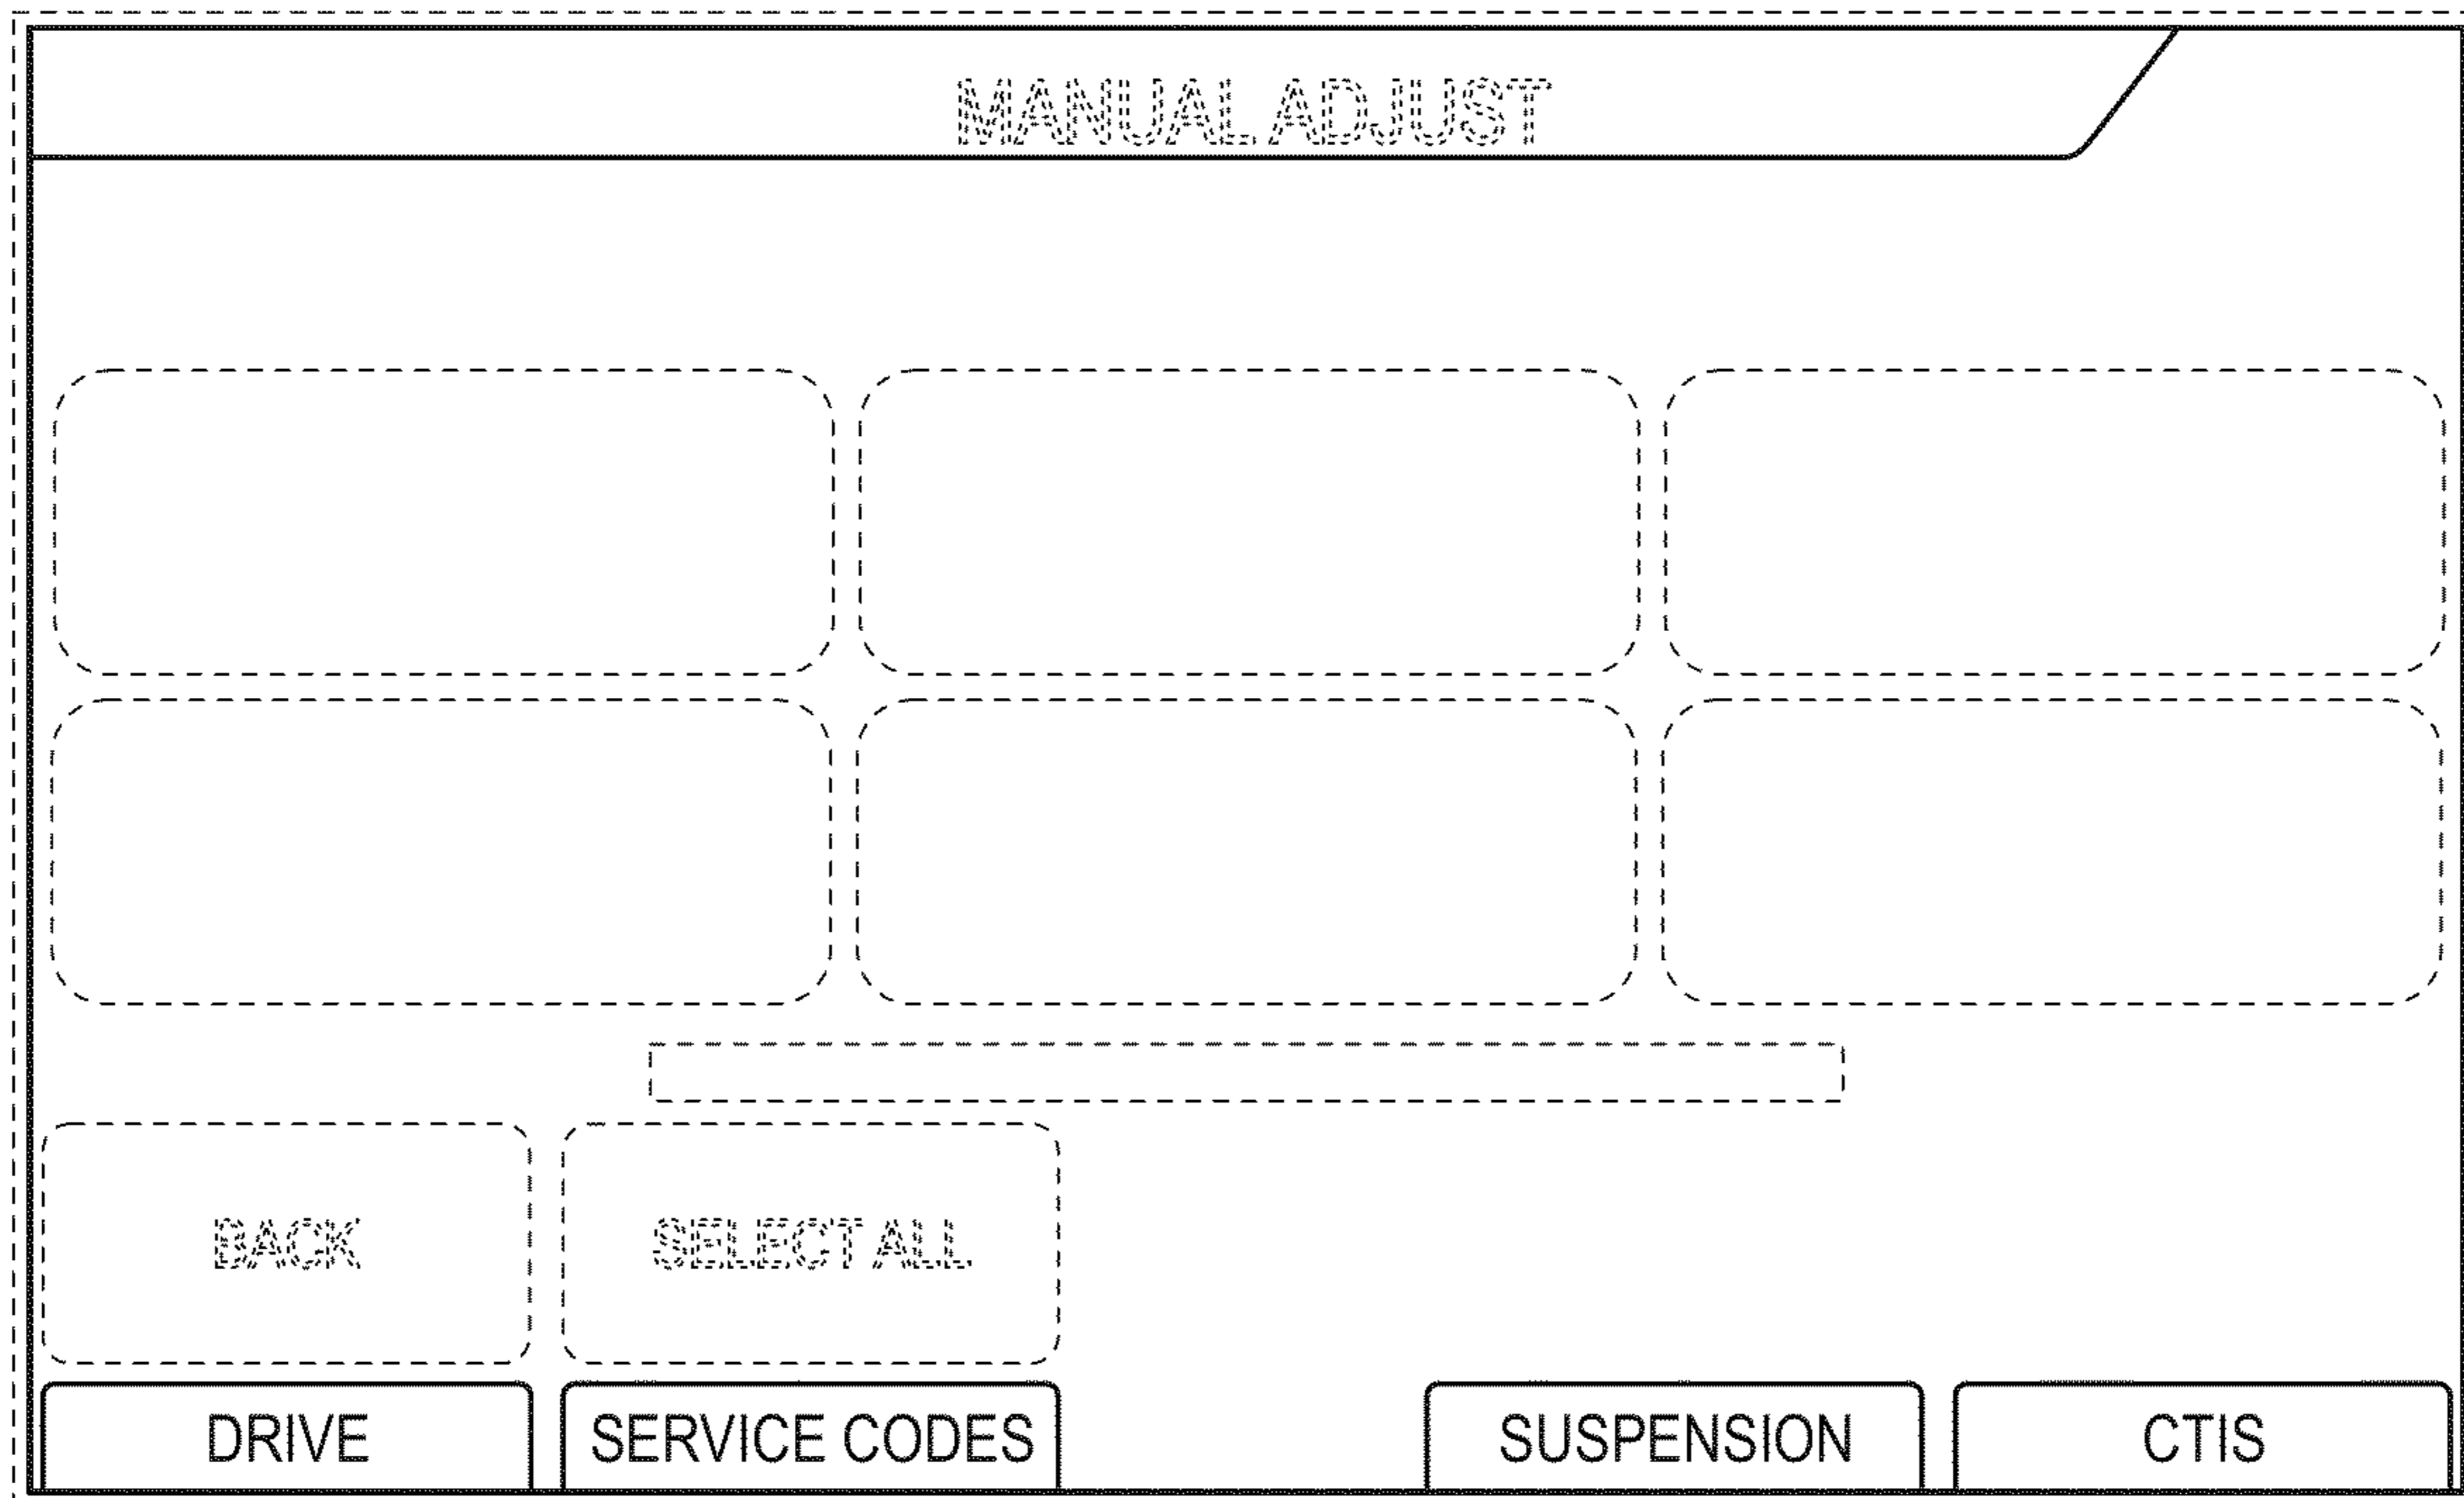 MANUAL ADJUST
BACK
SELECT ALL
DRIVE
SERVICE CODES
SUSPENSION
CTIS